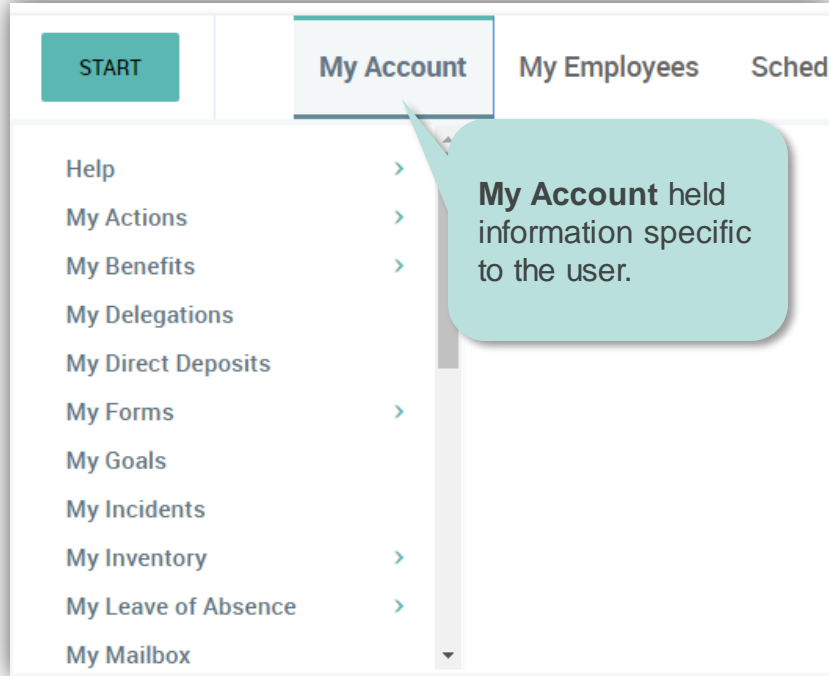 START
My Account
My Employees
Sched
Help
My Actions
My Benefits
My Delegations
My Direct Deposits
My Forms
My Goals
My Incidents
My Inventory
My Leave of Absence
My Mailbox
My Account held
information specific
to the user.